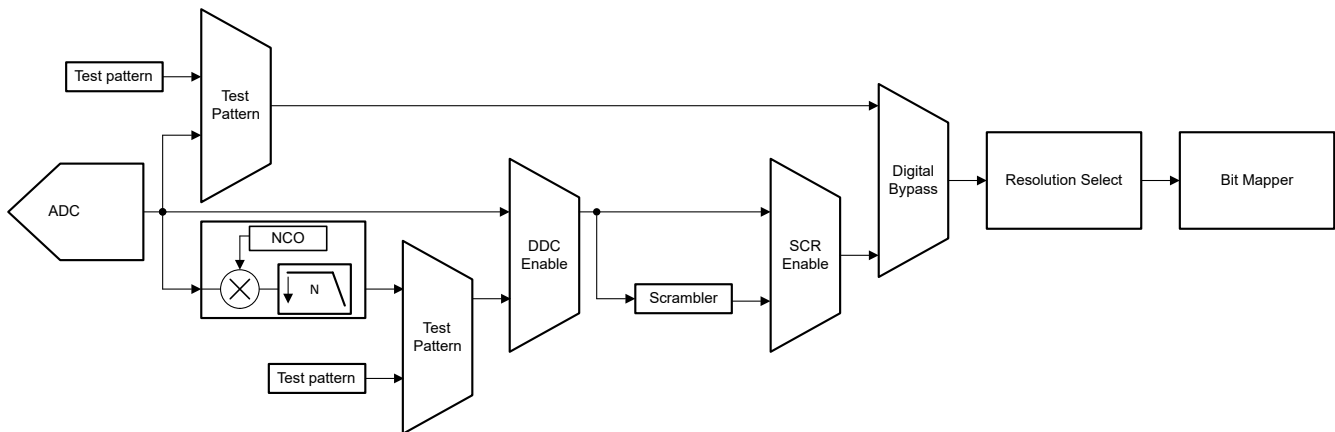 Test pattern
Test
Pattern
ADC
NCO
N
Test pattern
Test
Pattern
DDC
Enable
Scrambler
SCR
Enable
Digital
Bypass
Resolution Select
Bit Mapper